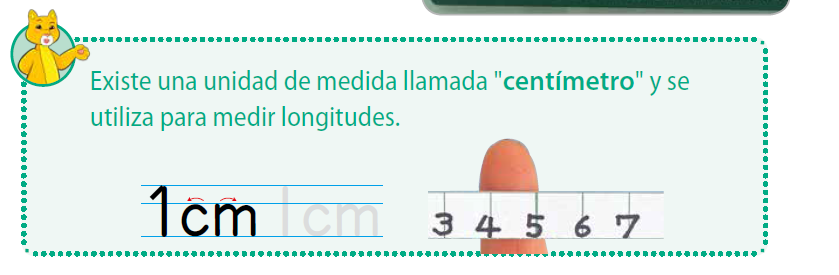 Existe una unidad de medida llamada "centímetro" y se
utiliza para medir longitudes.
1cm 1cm
3 4 5 6 7